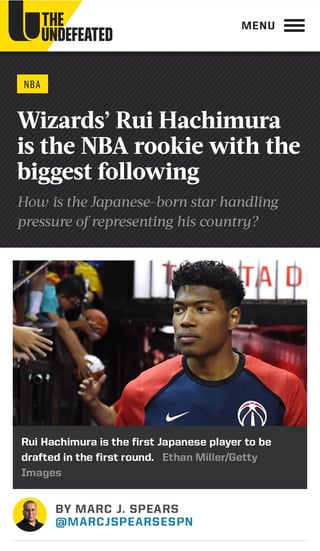 THE
UNDEFEATED
MENU
NBA
Wizards’ Rui Hachimura
is the NBA rookie with the
biggest following
How is the Japanese-born star handling
pressure of representing his country?
Rui Hachimura is the first Japanese player to be
drafted in the first round. Ethan Miller/Getty
Images
BY MARC J. SPEARS
@MARCJSPEARSESPN